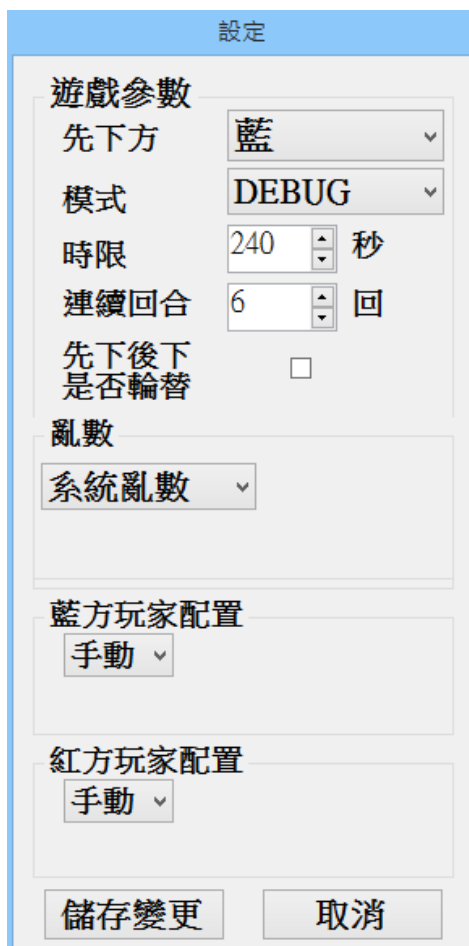 設定
遊戲參數
先下方 藍
模式 DEBUG
時限 240 秒
連續回合 6 回
先下後下
是否輪替
亂數
系統亂數
藍方玩家配置
手動
紅方玩家配置
手動
儲存變更 取消